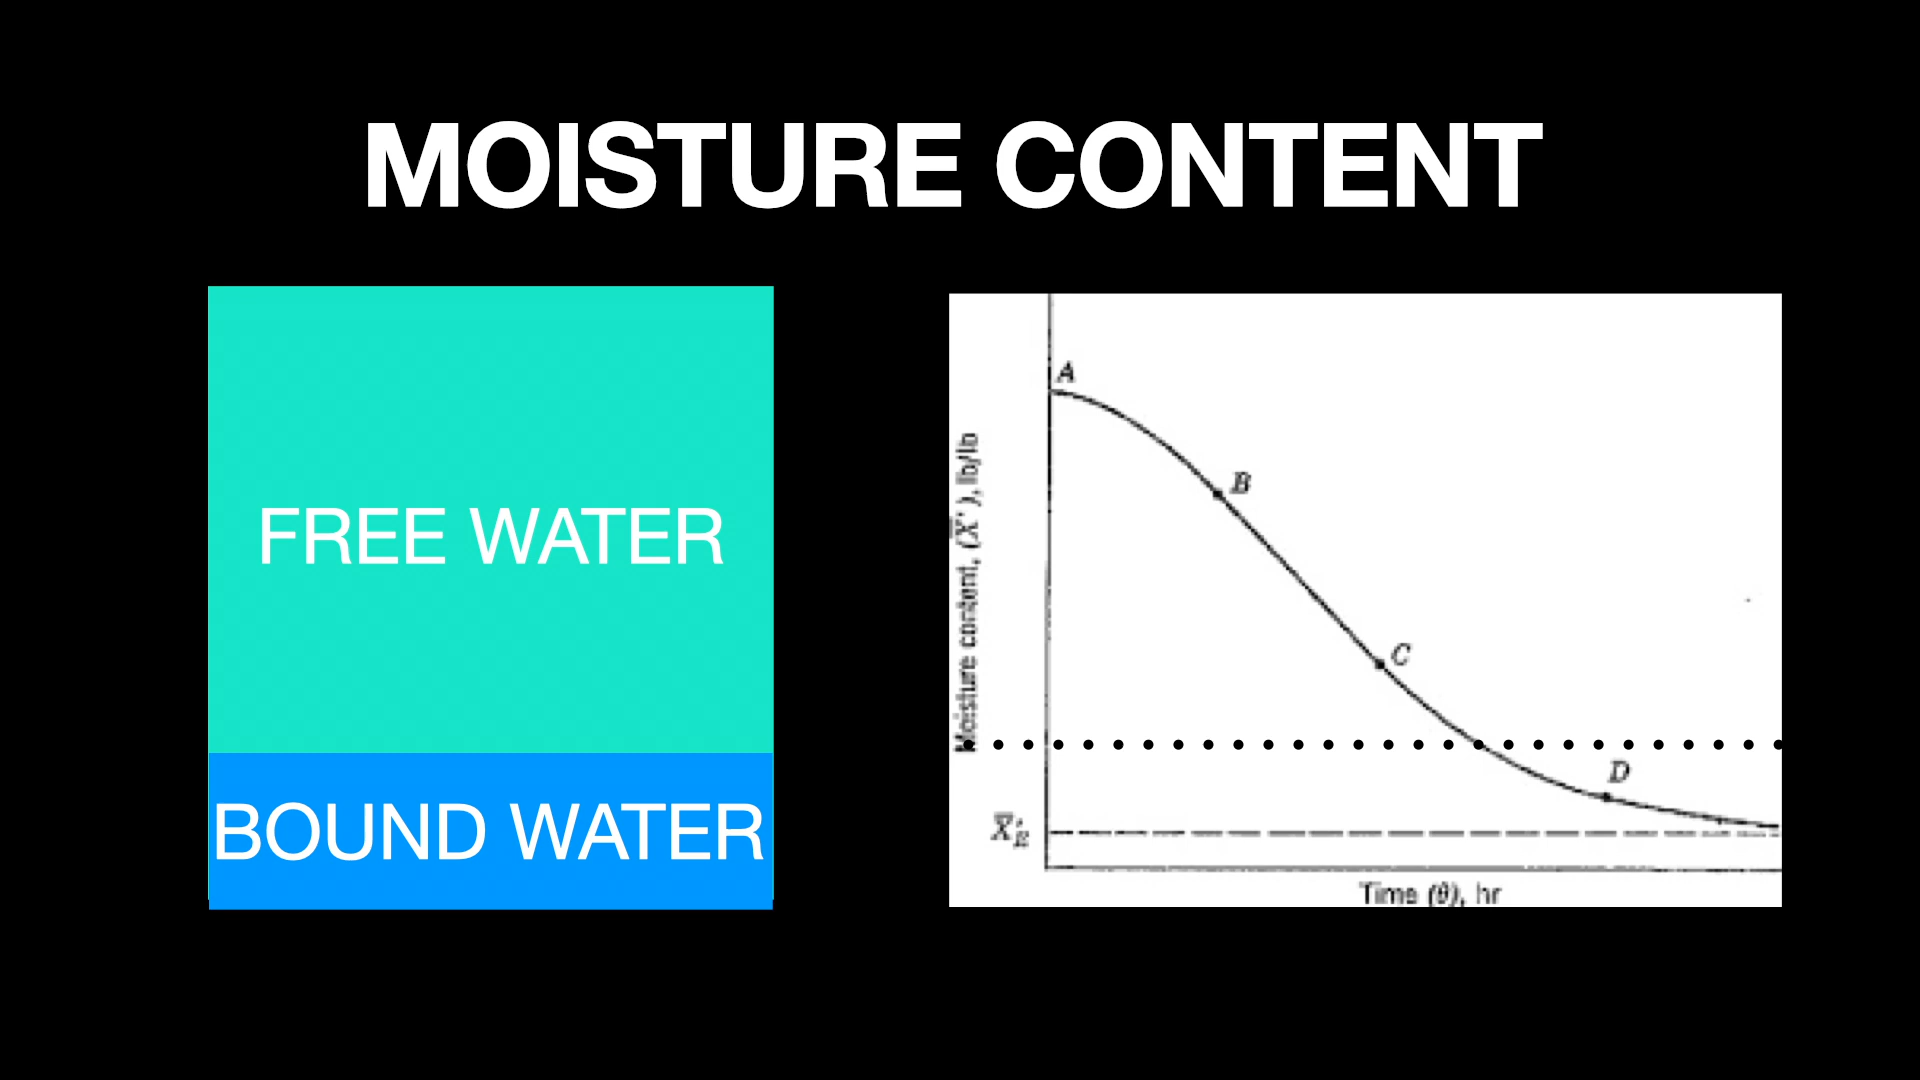 MOISTURE CONTENT
FREE WATER
BOUND WATER
Moisture content, (X̅'), lb/lb
A
B
C
D
X̅'E
Time (θ), hr